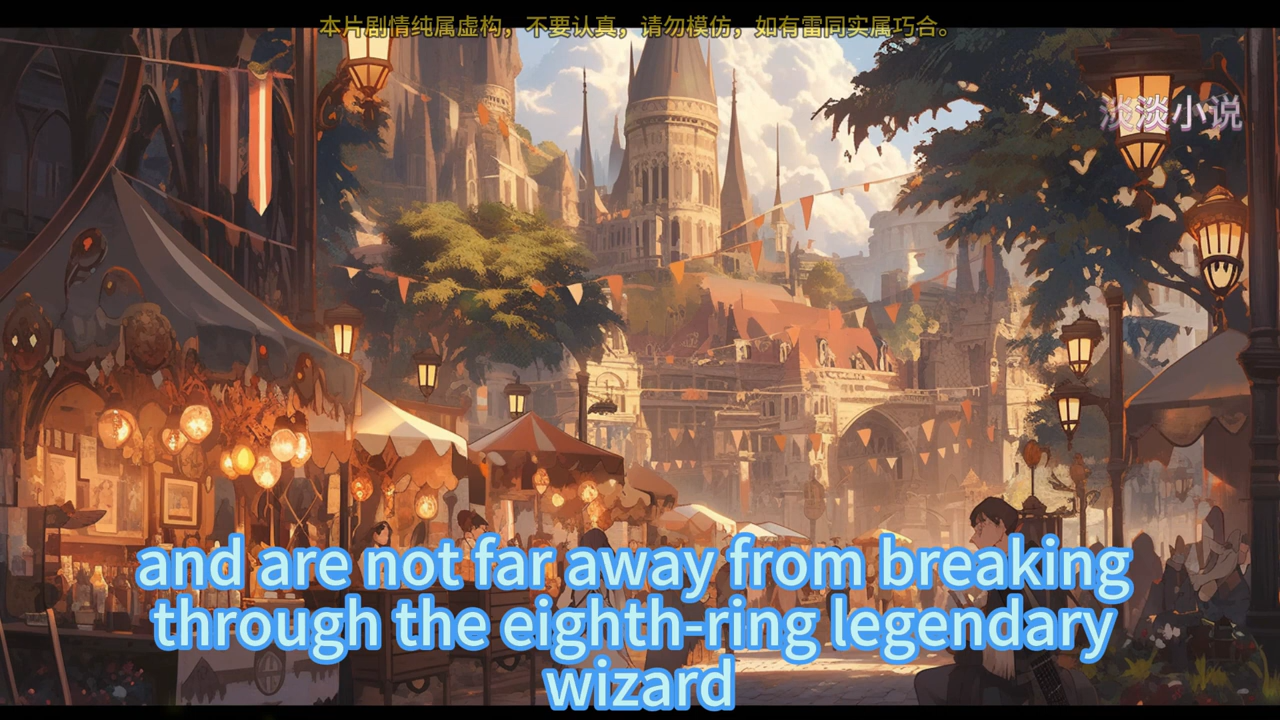 本片剧情纯属虚构，不要认真，请勿模仿，如有雷同实属巧合。
淡淡小说
and are not far away from breaking
through the eighth-ring legendary
wizard